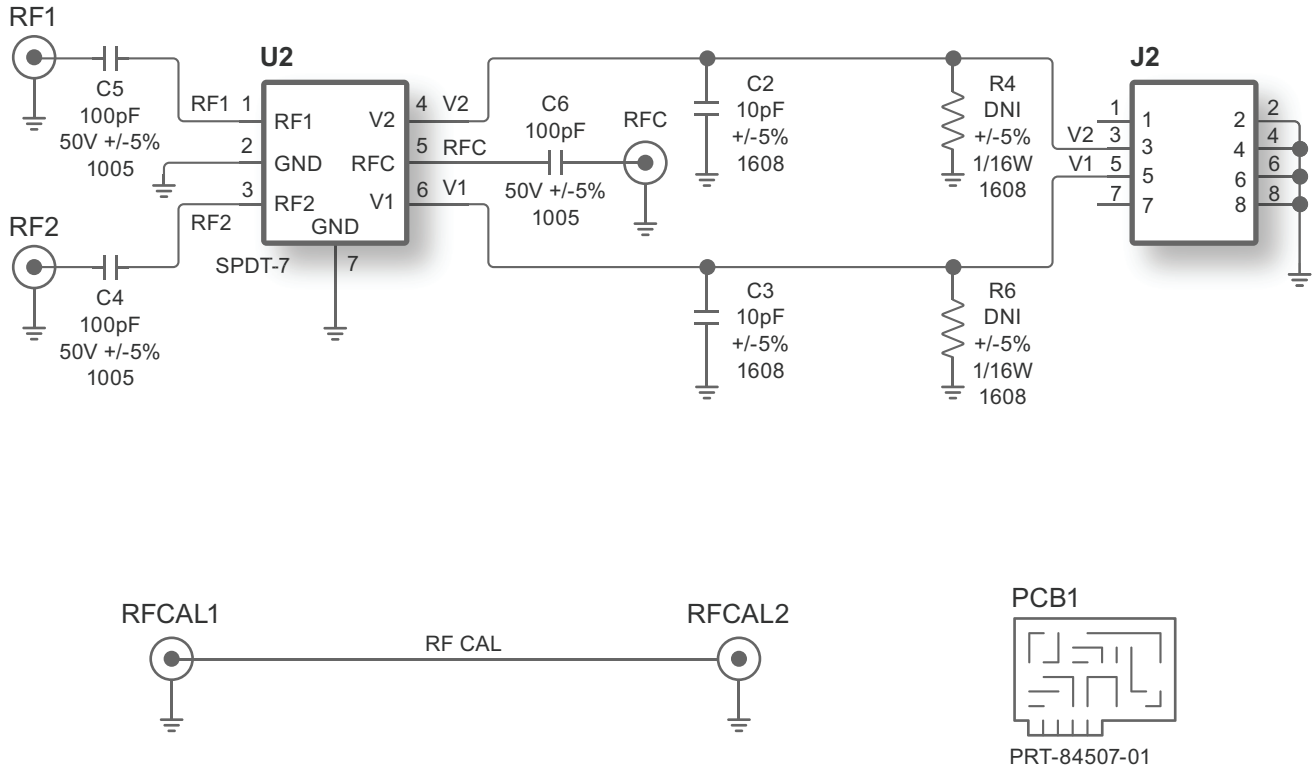 RF1
C5
100pF
50V +/-5%
1005
RF1
1
2
3
RF2
RF2
C4
100pF
50V +/-5%
1005
U2
RF1
GND
RF2
V2
RFC
V1
GND
SPDT-7
7
4 V2
5 RFC
6 V1
C6
100pF
50V +/-5%
1005
RFC
C2
10pF
+/-5%
1608
C3
10pF
+/-5%
1608
R4
DNI
+/-5%
1/16W
1608
R6
DNI
+/-5%
1/16W
1608
J2
1
V2 3
V1 5
7
1
3
5
7
2
4
6
8
2
4
6
8
RFCAL1
RF CAL
RFCAL2
PCB1
PRT-84507-01